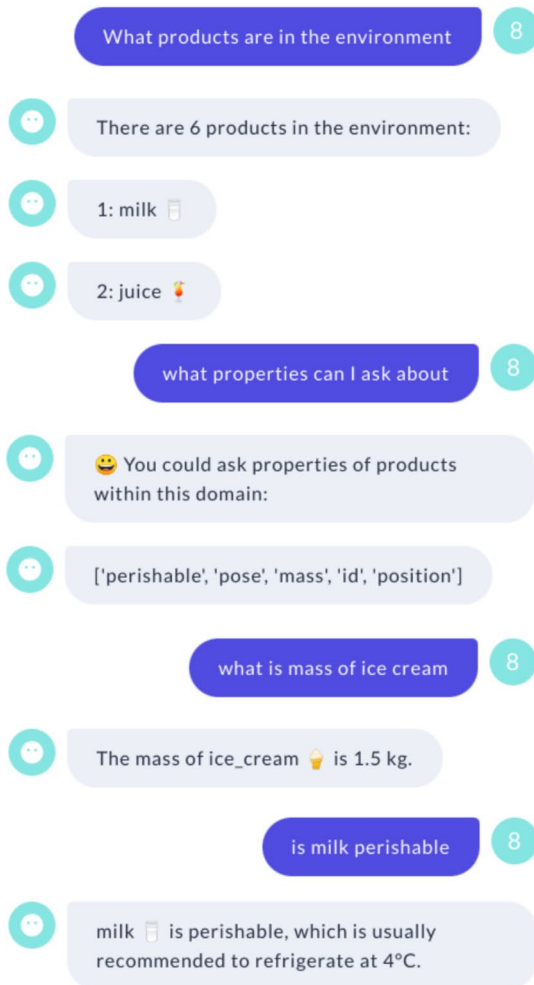 What products are in the environment
8
There are 6 products in the environment:
1: milk 🥛
2: juice 🍹
what properties can I ask about
8
😀 You could ask properties of products
within this domain:
['perishable', 'pose', 'mass', 'id', 'position']
what is mass of ice cream
8
The mass of ice_cream 🍦 is 1.5 kg.
is milk perishable
8
milk 🥛 is perishable, which is usually
recommended to refrigerate at 4°C.